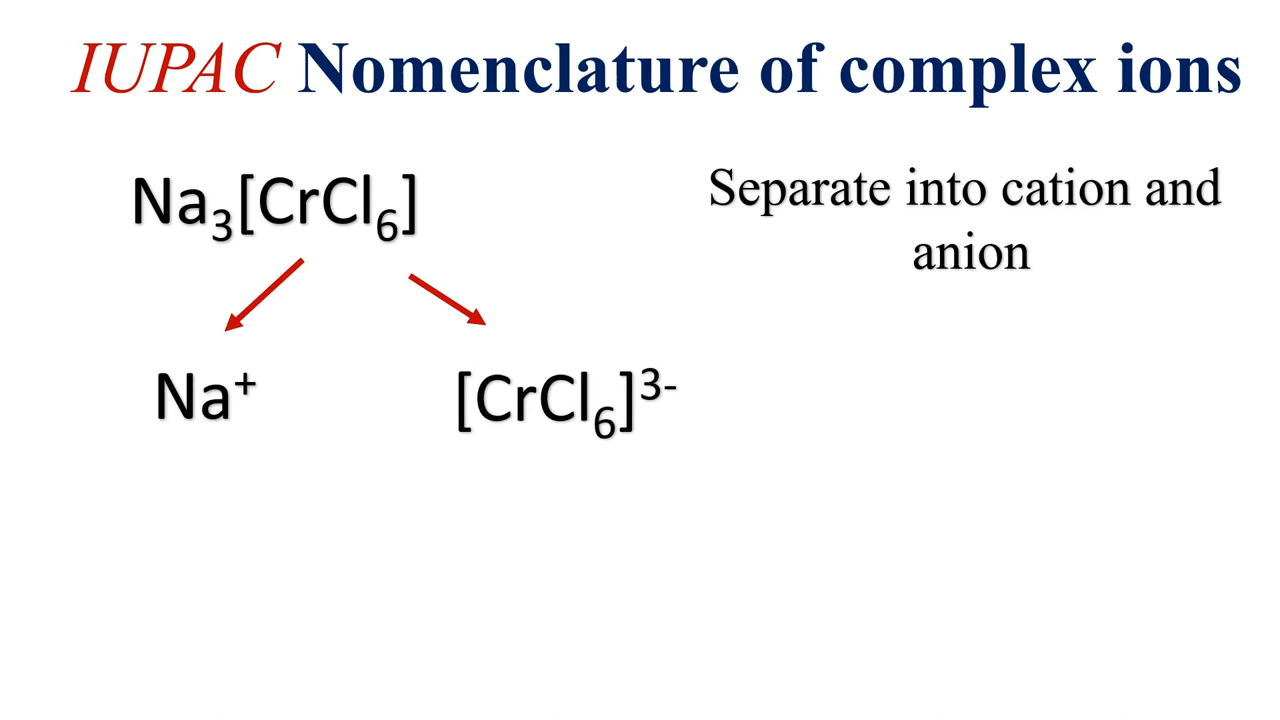 IUPAC Nomenclature of complex ions
Na₃[CrCl₆]
Separate into cation and
anion
Na⁺
[CrCl₆]³⁻